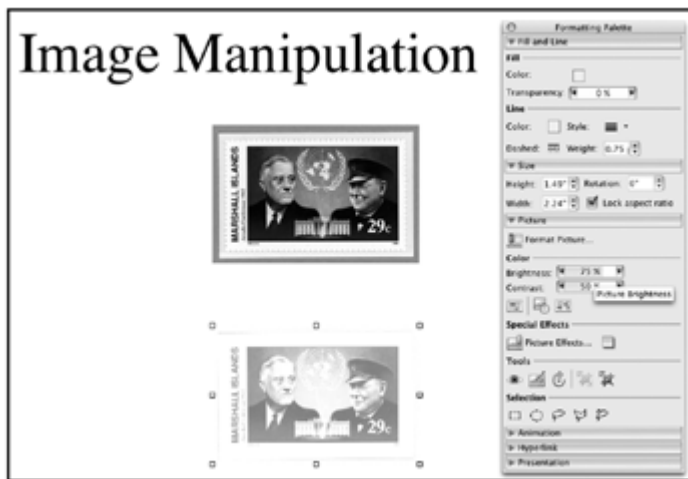 Image Manipulation
MARSHALL ISLANDS
29c
MARSHALL ISLANDS
29c
Formatting Palette
Fill and Line
Fill
Color:
Transparency: 0 %
Line
Color: Style:
Dashed: Weight: 0.75
Size
Height: 1.49" Rotation: 0°
Width: 2.24" Lock aspect ratio
Picture
Format Picture...
Color
Brightness: 75 %
Contrast: 50
Picture Brightness
Special Effects
Picture Effects...
Tools
Selection
Animation
Hyperlink
Presentation